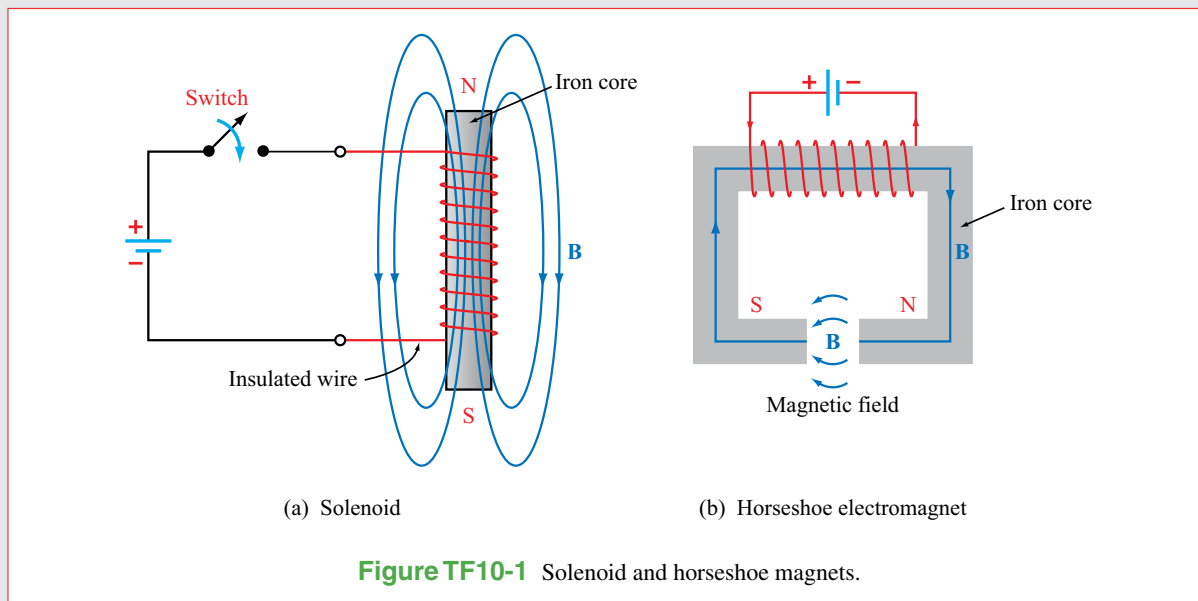 Switch
+
−
Insulated wire
N
Iron core
B
S
(a) Solenoid
+ −
Iron core
B
S N
B
Magnetic field
(b) Horseshoe electromagnet
Figure TF10-1 Solenoid and horseshoe magnets.